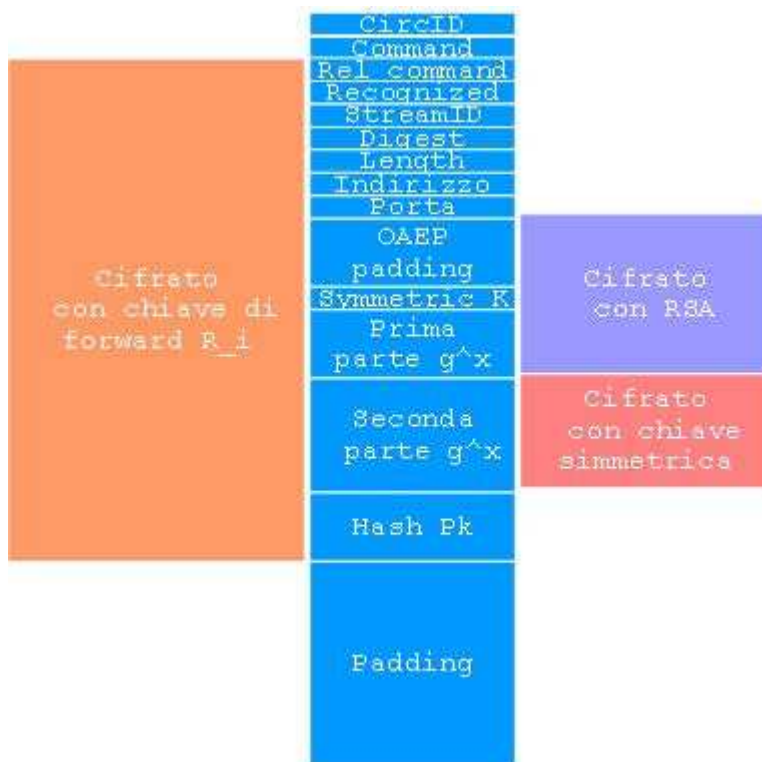 CircID
Command
Rel command
Recognized
StreamID
Digest
Length
Indirizzo
Porta
OAEP
padding
Symmetric K
Prima
parte g^x
Seconda
parte g^x
Hash Pk
Padding
Cifrato
con chiave di
forward R_i
Cifrato
con RSA
Cifrato
con chiave
simmetrica